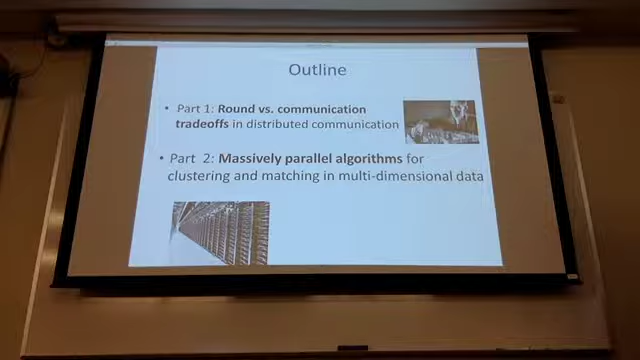 Outline
• Part 1: Round vs. communication
tradeoffs in distributed communication
• Part 2: Massively parallel algorithms for
clustering and matching in multi-dimensional data